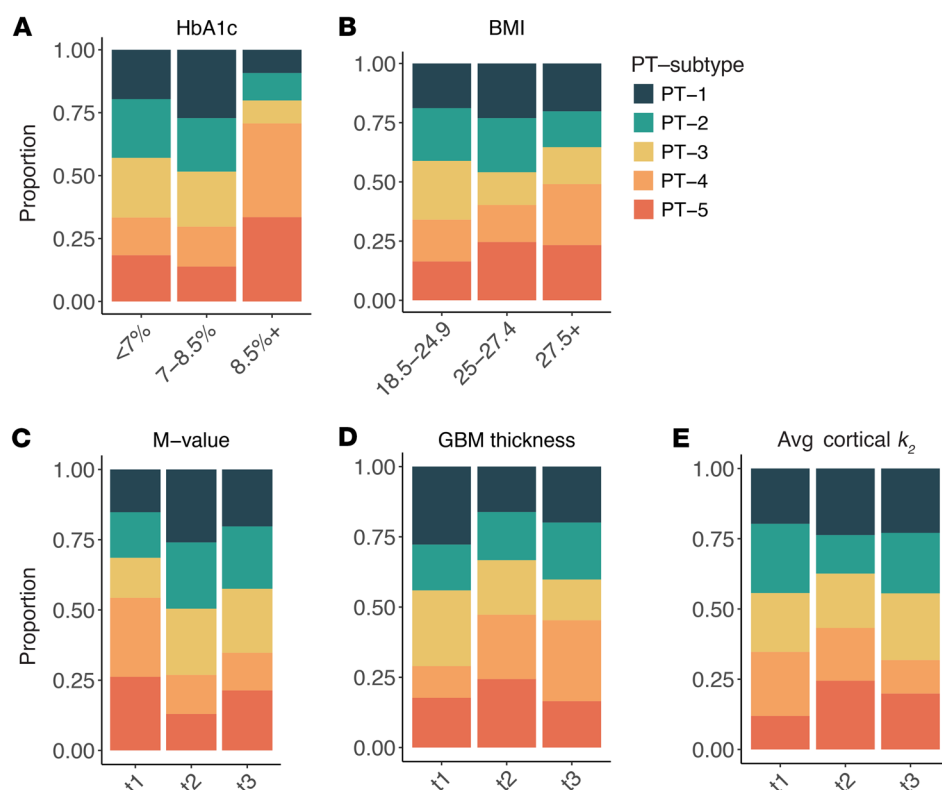 A
HbA1c
1.00
0.75
0.50
0.25
0.00
Proportion
<7%
7–8.5%
8.5%+
B
BMI
1.00
0.75
0.50
0.25
0.00
18.5–24.9
25–27.4
27.5+
PT–subtype
PT–1
PT–2
PT–3
PT–4
PT–5
C
M–value
1.00
0.75
0.50
0.25
0.00
Proportion
t1
t2
t3
D
GBM thickness
1.00
0.75
0.50
0.25
0.00
t1
t2
t3
E
Avg cortical k₂
1.00
0.75
0.50
0.25
0.00
t1
t2
t3